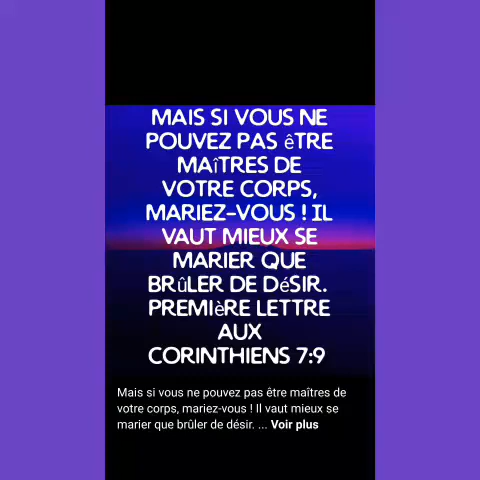 MAIS SI VOUS NE
POUVEZ PAS êTRE
MAîTRES DE
VOTRE CORPS,
MARIEZ-VOUS ! IL
VAUT MIEUX SE
MARIER QUE
BRûLER DE DéSIR.
PREMIèRE LETTRE
AUX
CORINTHIENS 7:9
Mais si vous ne pouvez pas être maîtres de
votre corps, mariez-vous ! Il vaut mieux se
marier que brûler de désir. ... Voir plus